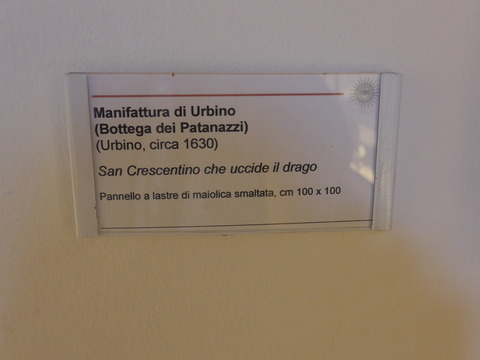 Manifattura di Urbino
(Bottega dei Patanazzi)
(Urbino, circa 1630)
San Crescentino che uccide il drago
Pannello a lastre di maiolica smaltata, cm 100 x 100